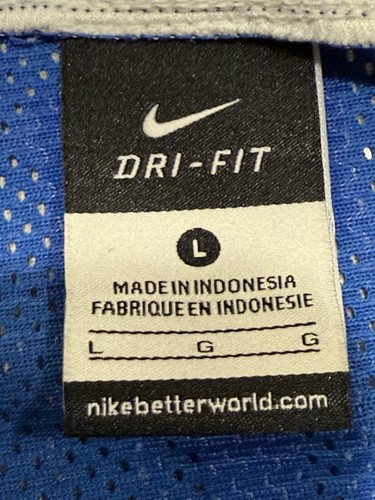 DRI-FIT
L
MADE IN INDONESIA
FABRIQUE EN INDONESIE
L G G
nikebetterworld.com